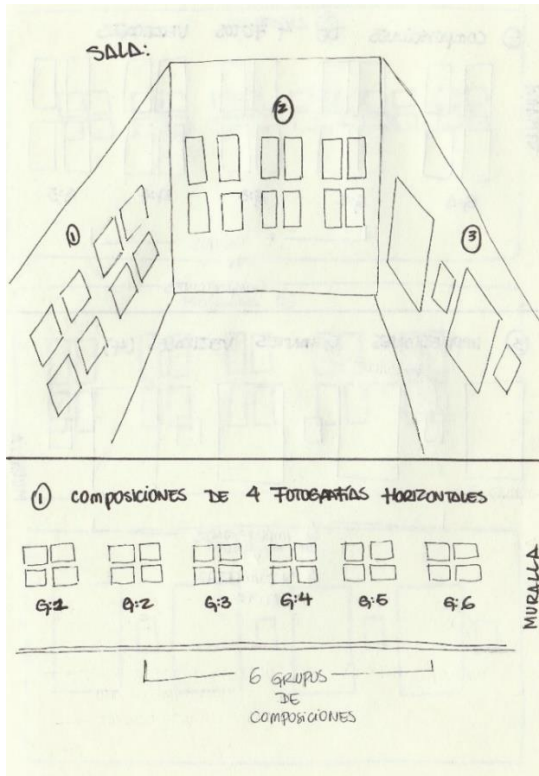 SALA:
②
①
③
① COMPOSICIONES DE 4 FOTOGRAFÍAS HORIZONTALES
G:1 G:2 G:3 G:4 G:5 G:6
MURALLA
6 GRUPOS
DE
COMPOSICIONES